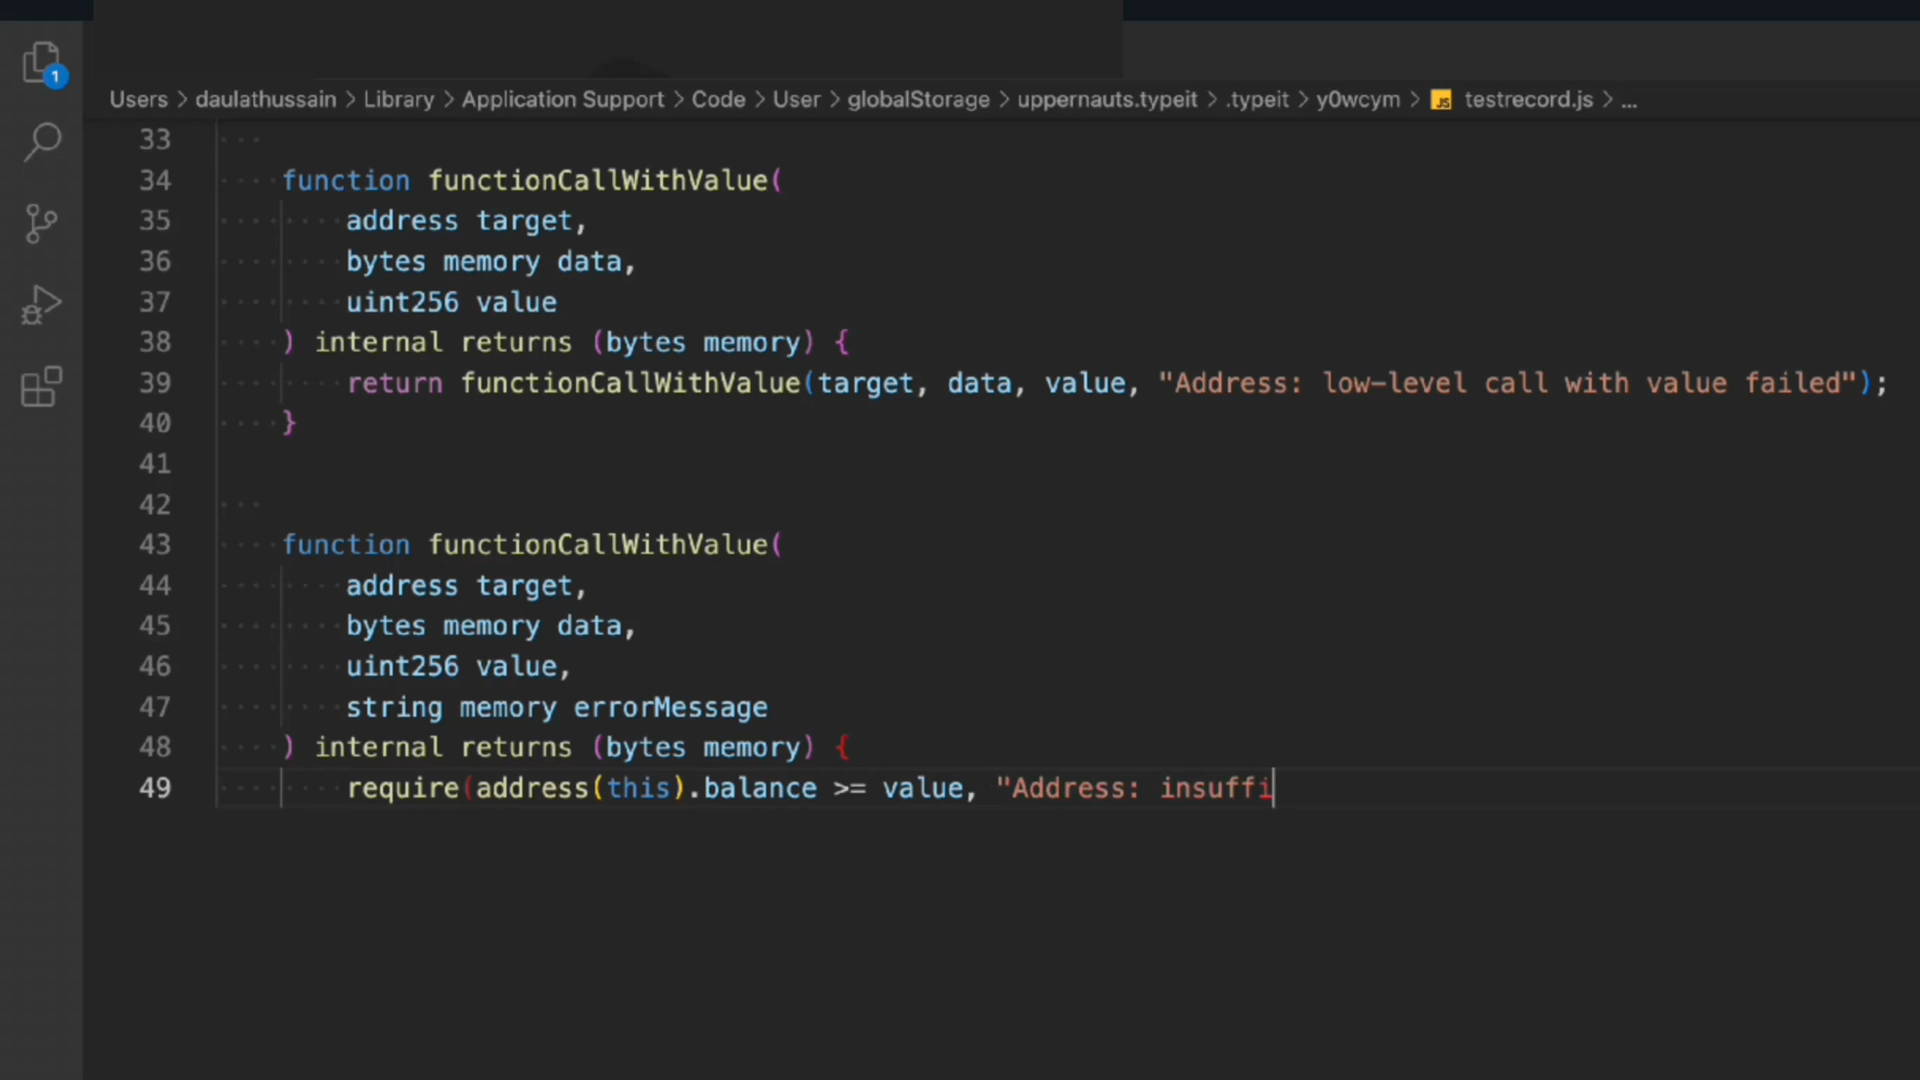 1
Users > daulathussain > Library > Application Support > Code > User > globalStorage > uppernauts.typeit > .typeit > y0wcym > JS testrecord.js > ...
33
34 function functionCallWithValue(
35 address target,
36 bytes memory data,
37 uint256 value
38 ) internal returns (bytes memory) {
39 return functionCallWithValue(target, data, value, "Address: low-level call with value failed");
40 }
41
42
43 function functionCallWithValue(
44 address target,
45 bytes memory data,
46 uint256 value,
47 string memory errorMessage
48 ) internal returns (bytes memory) {
49 require(address(this).balance >= value, "Address: insuffi